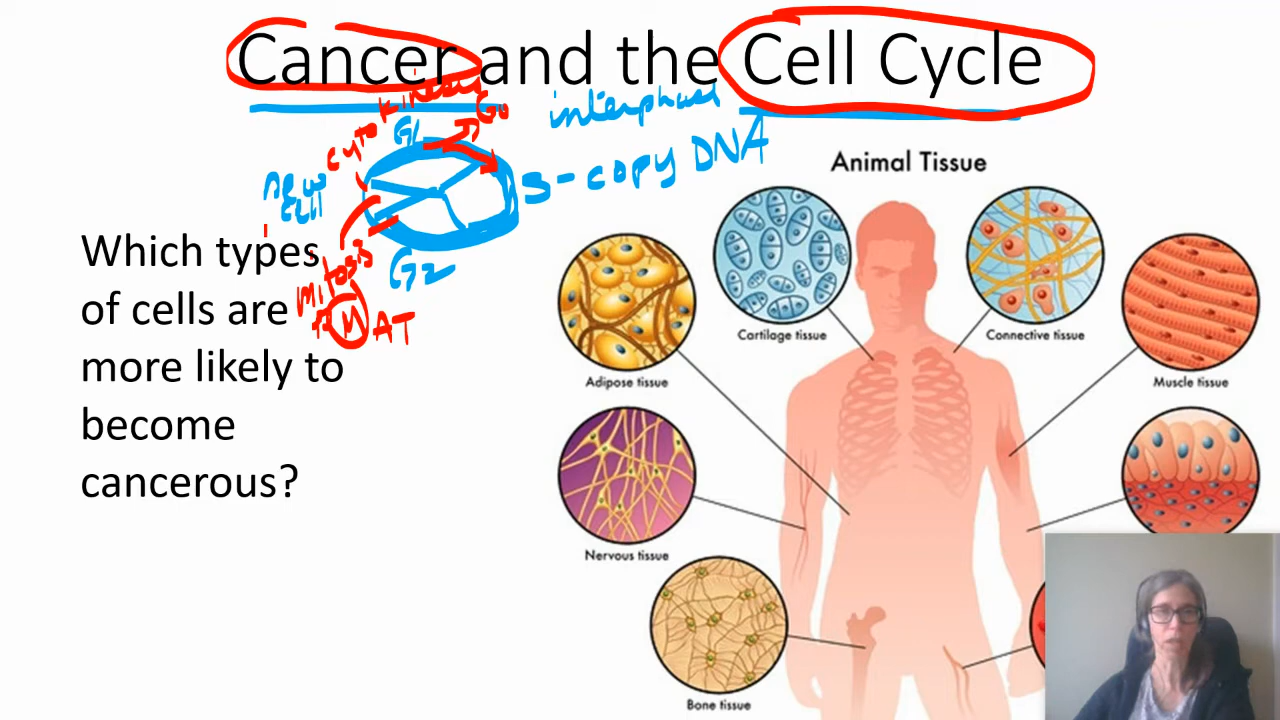 Cancer and the Cell Cycle
cytokinesis
G0
interphase
G1
S-copy DNA
new
cell
G2
Mitosis
PMAT
Which types
of cells are
more likely to
become
cancerous?
Animal Tissue
Cartilage tissue
Connective tissue
Adipose tissue
Muscle tissue
Nervous tissue
Bone tissue